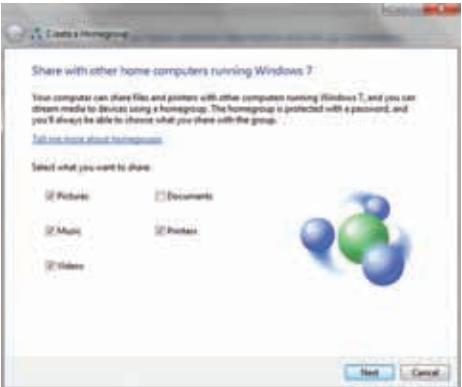 Create a Homegroup
Share with other home computers running Windows 7
Your computer can share files and printers with other computers running Windows 7, and you can
stream media to devices using a homegroup. The homegroup is protected with a password, and
you'll always be able to choose what you share with the group.
Tell me more about homegroups
Select what you want to share:
Pictures
Documents
Music
Printers
Videos
Next
Cancel